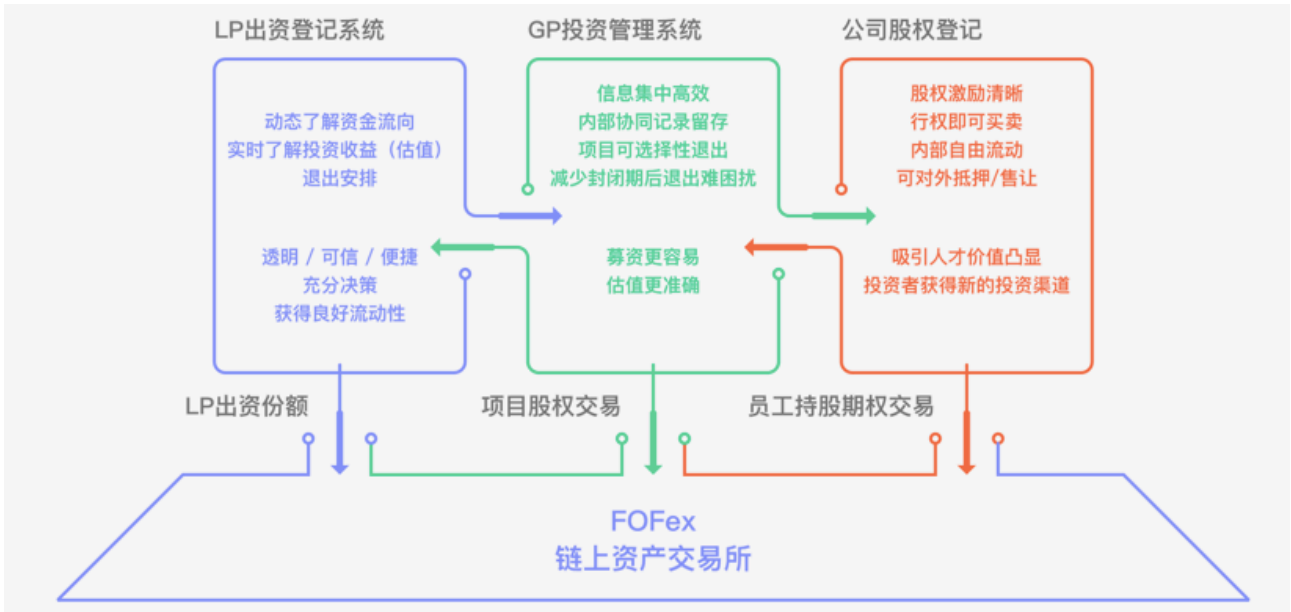 LP出资登记系统
GP投资管理系统
公司股权登记
动态了解资金流向
实时了解投资收益（估值）
退出安排
透明 / 可信 / 便捷
充分决策
获得良好流动性
信息集中高效
内部协同记录留存
项目可选择性退出
减少封闭期后退出难困扰
募资更容易
估值更准确
股权激励清晰
行权即可买卖
内部自由流动
可对外抵押/售让
吸引人才价值凸显
投资者获得新的投资渠道
LP出资份额
项目股权交易
员工持股期权交易
FOFex
链上资产交易所